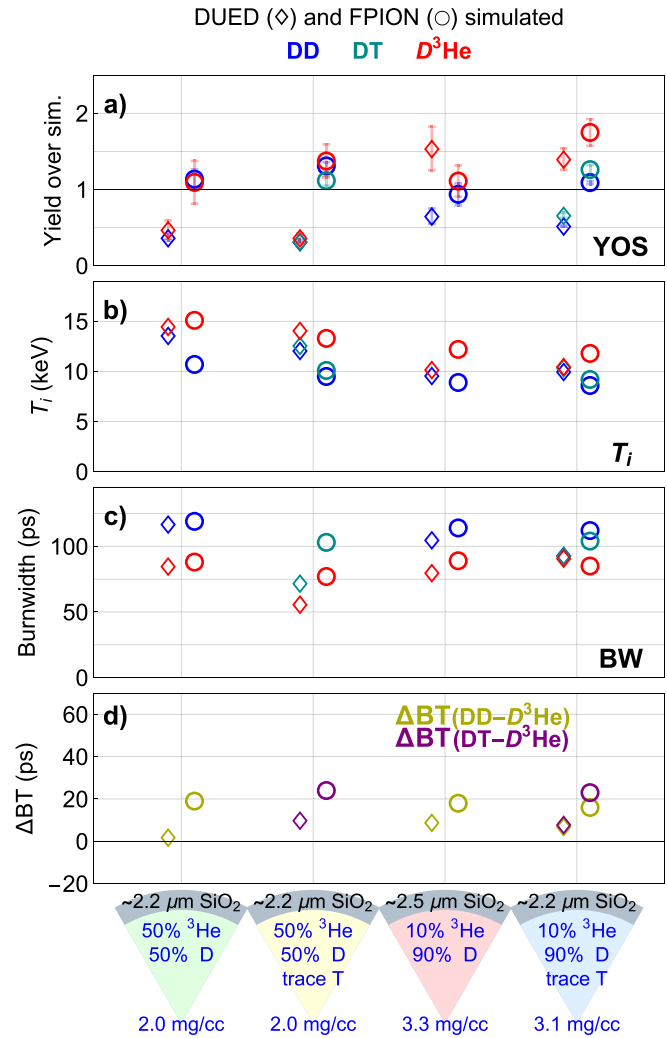 DUED (◇) and FPION (○) simulated
DD DT D³He
a)
Yield over sim.
2
1
0
YOS
b)
Tᵢ (keV)
15
10
5
0
Tᵢ
c)
Burnwidth (ps)
100
50
0
BW
d)
ΔBT (ps)
60
40
20
0
−20
ΔBT(DD−D³He)
ΔBT(DT−D³He)
~2.2 μm SiO₂ ~2.2 μm SiO₂ ~2.5 μm SiO₂ ~2.2 μm SiO₂
50% ³He 50% ³He 10% ³He 10% ³He
50% D 50% D 90% D 90% D
trace T trace T
2.0 mg/cc 2.0 mg/cc 3.3 mg/cc 3.1 mg/cc